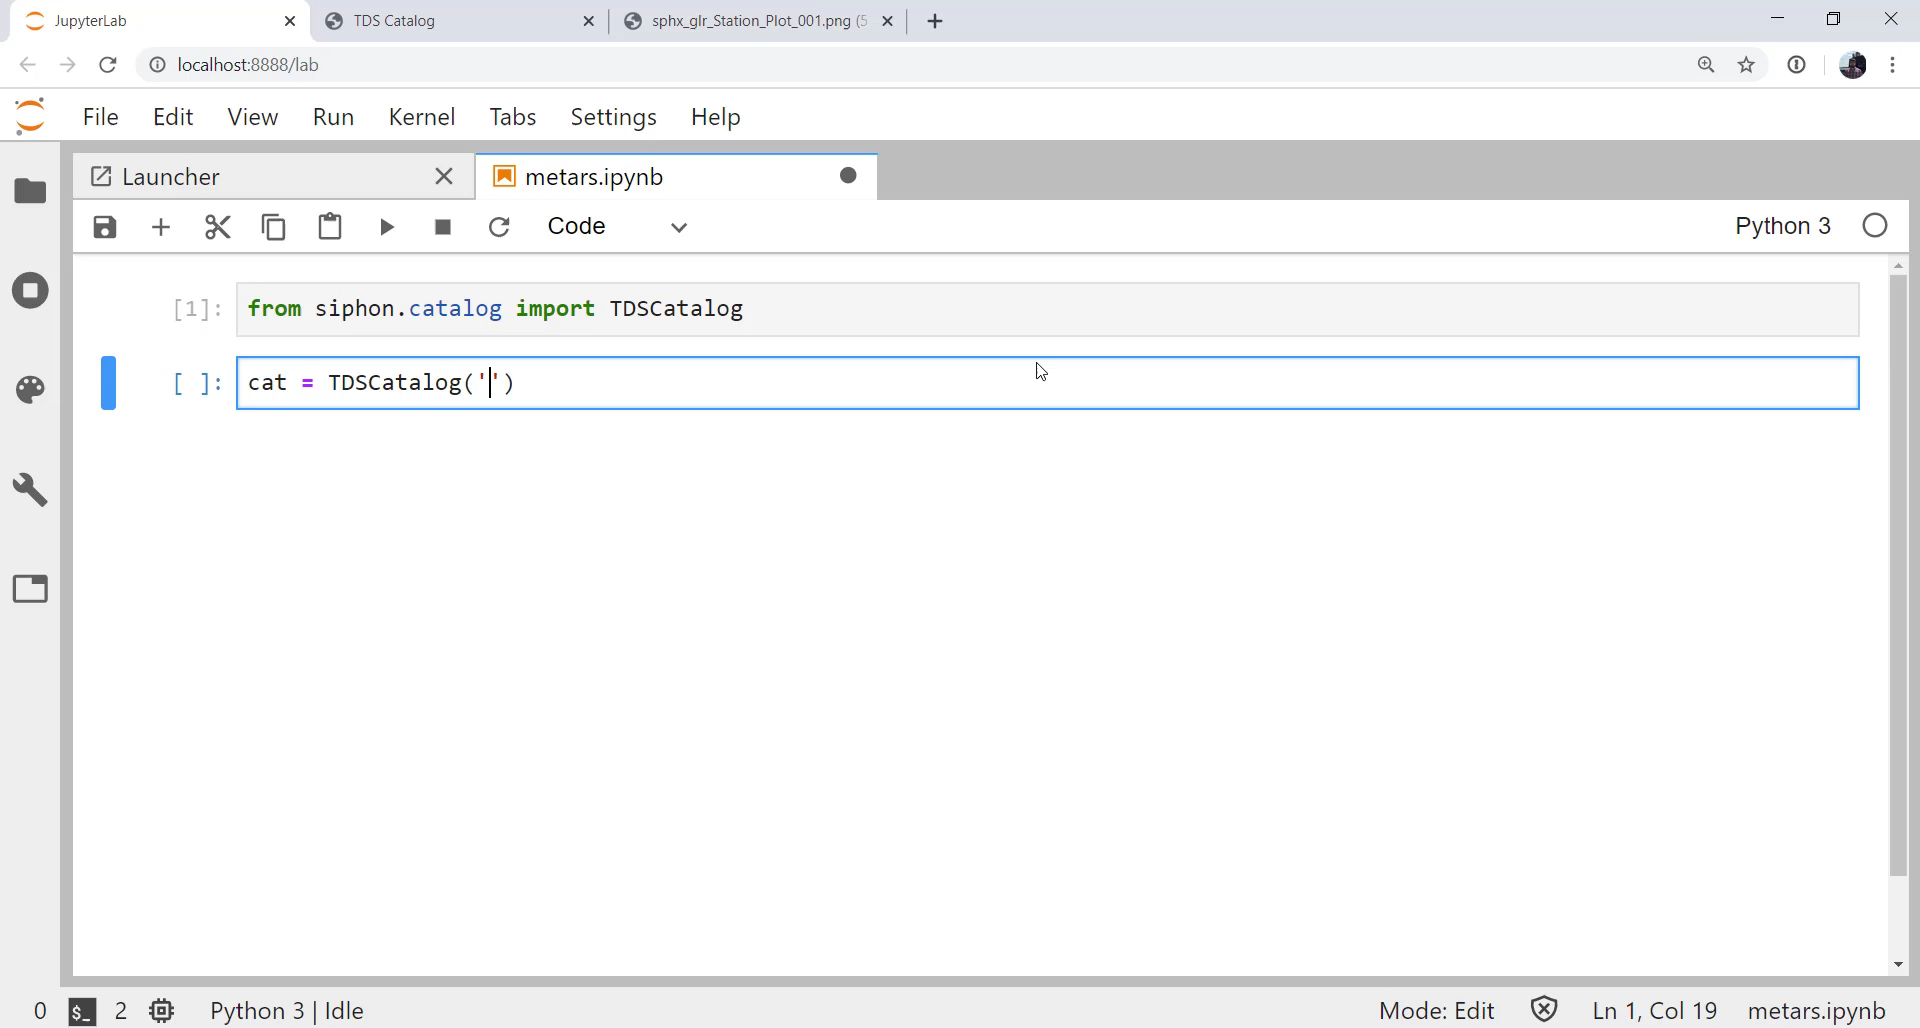 JupyterLab
TDS Catalog
sphx_glr_Station_Plot_001.png (5
localhost:8888/lab
File Edit View Run Kernel Tabs Settings Help
Launcher
metars.ipynb
Code
Python 3
[1]: from siphon.catalog import TDSCatalog
[ ]: cat = TDSCatalog('')
0 $_ 2 Python 3 | Idle
Mode: Edit Ln 1, Col 19 metars.ipynb